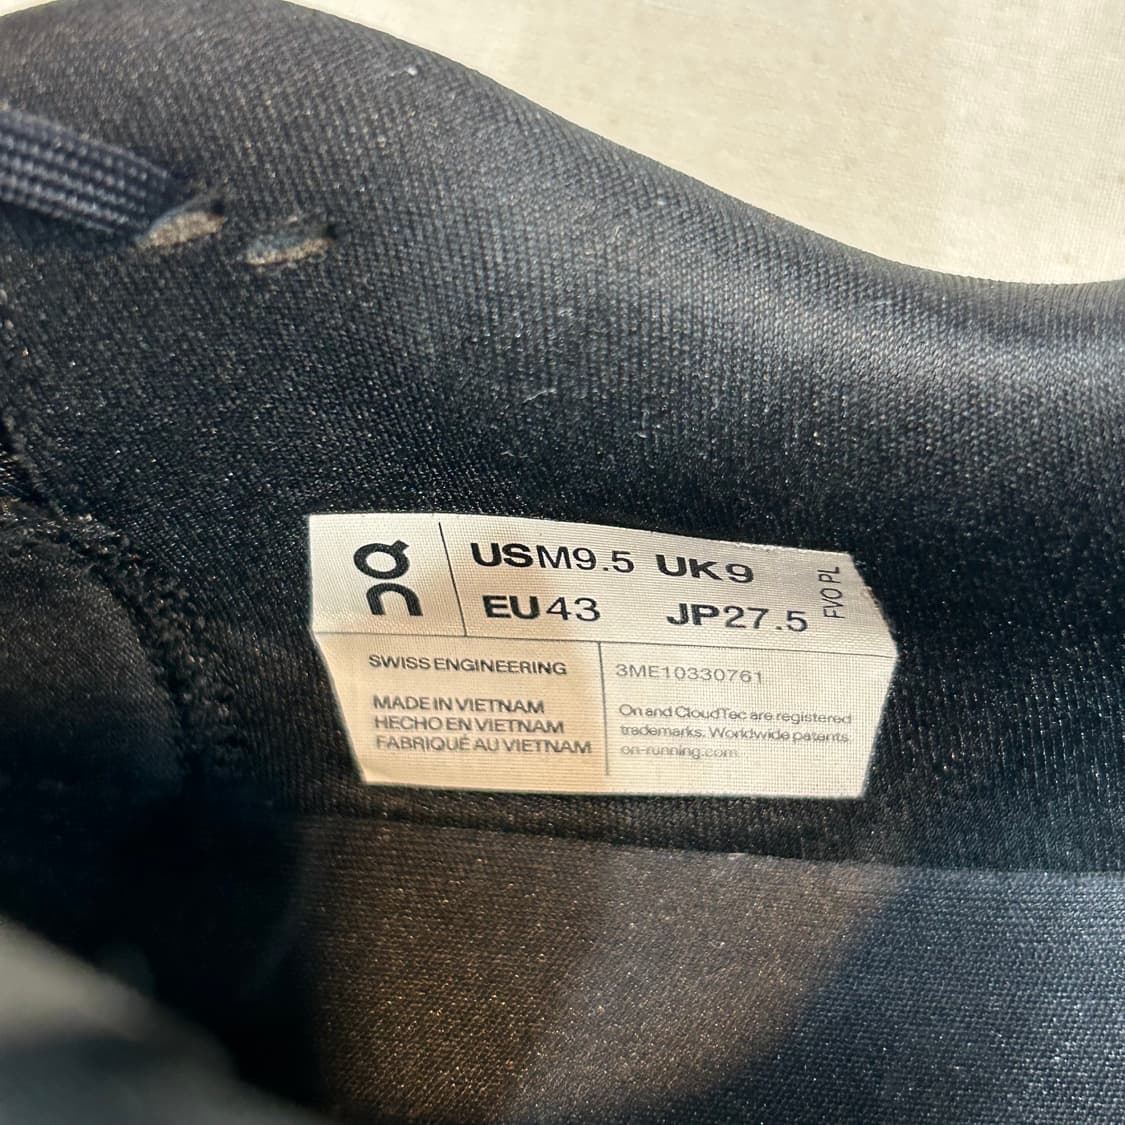 on
USM9.5 UK9
EU43 JP27.5
FVO PL
SWISS ENGINEERING
MADE IN VIETNAM
HECHO EN VIETNAM
FABRIQUÉ AU VIETNAM
3ME10330761
On and CloudTec are registered
trademarks. Worldwide patents
on-running.com